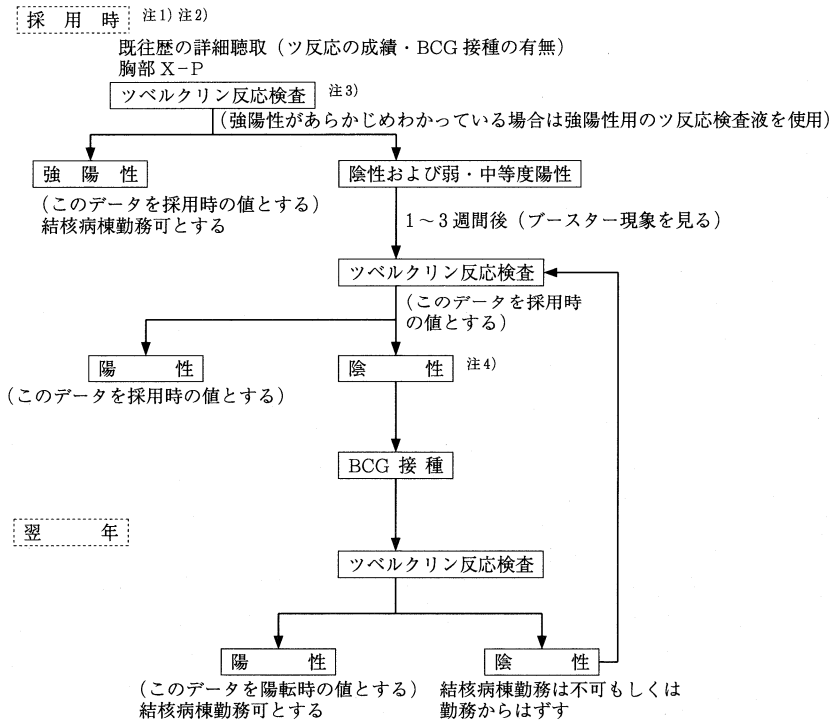 採用時 注1) 注2)
既往歴の詳細聴取(ツ反応の成績・BCG接種の有無)
胸部X-P
ツベルクリン反応検査 注3)
(強陽性があらかじめわかっている場合は強陽性用のツ反応検査液を使用)
強陽性
(このデータを採用時の値とする)
結核病棟勤務可とする
陰性および弱・中等度陽性
1~3週間後(ブースター現象を見る)
ツベルクリン反応検査
(このデータを採用時
の値とする)
陽性
(このデータを採用時の値とする)
陰性 注4)
BCG接種
翌年
ツベルクリン反応検査
陽性
(このデータを陽転時の値とする)
結核病棟勤務可とする
陰性
結核病棟勤務は不可もしくは
勤務からはずす